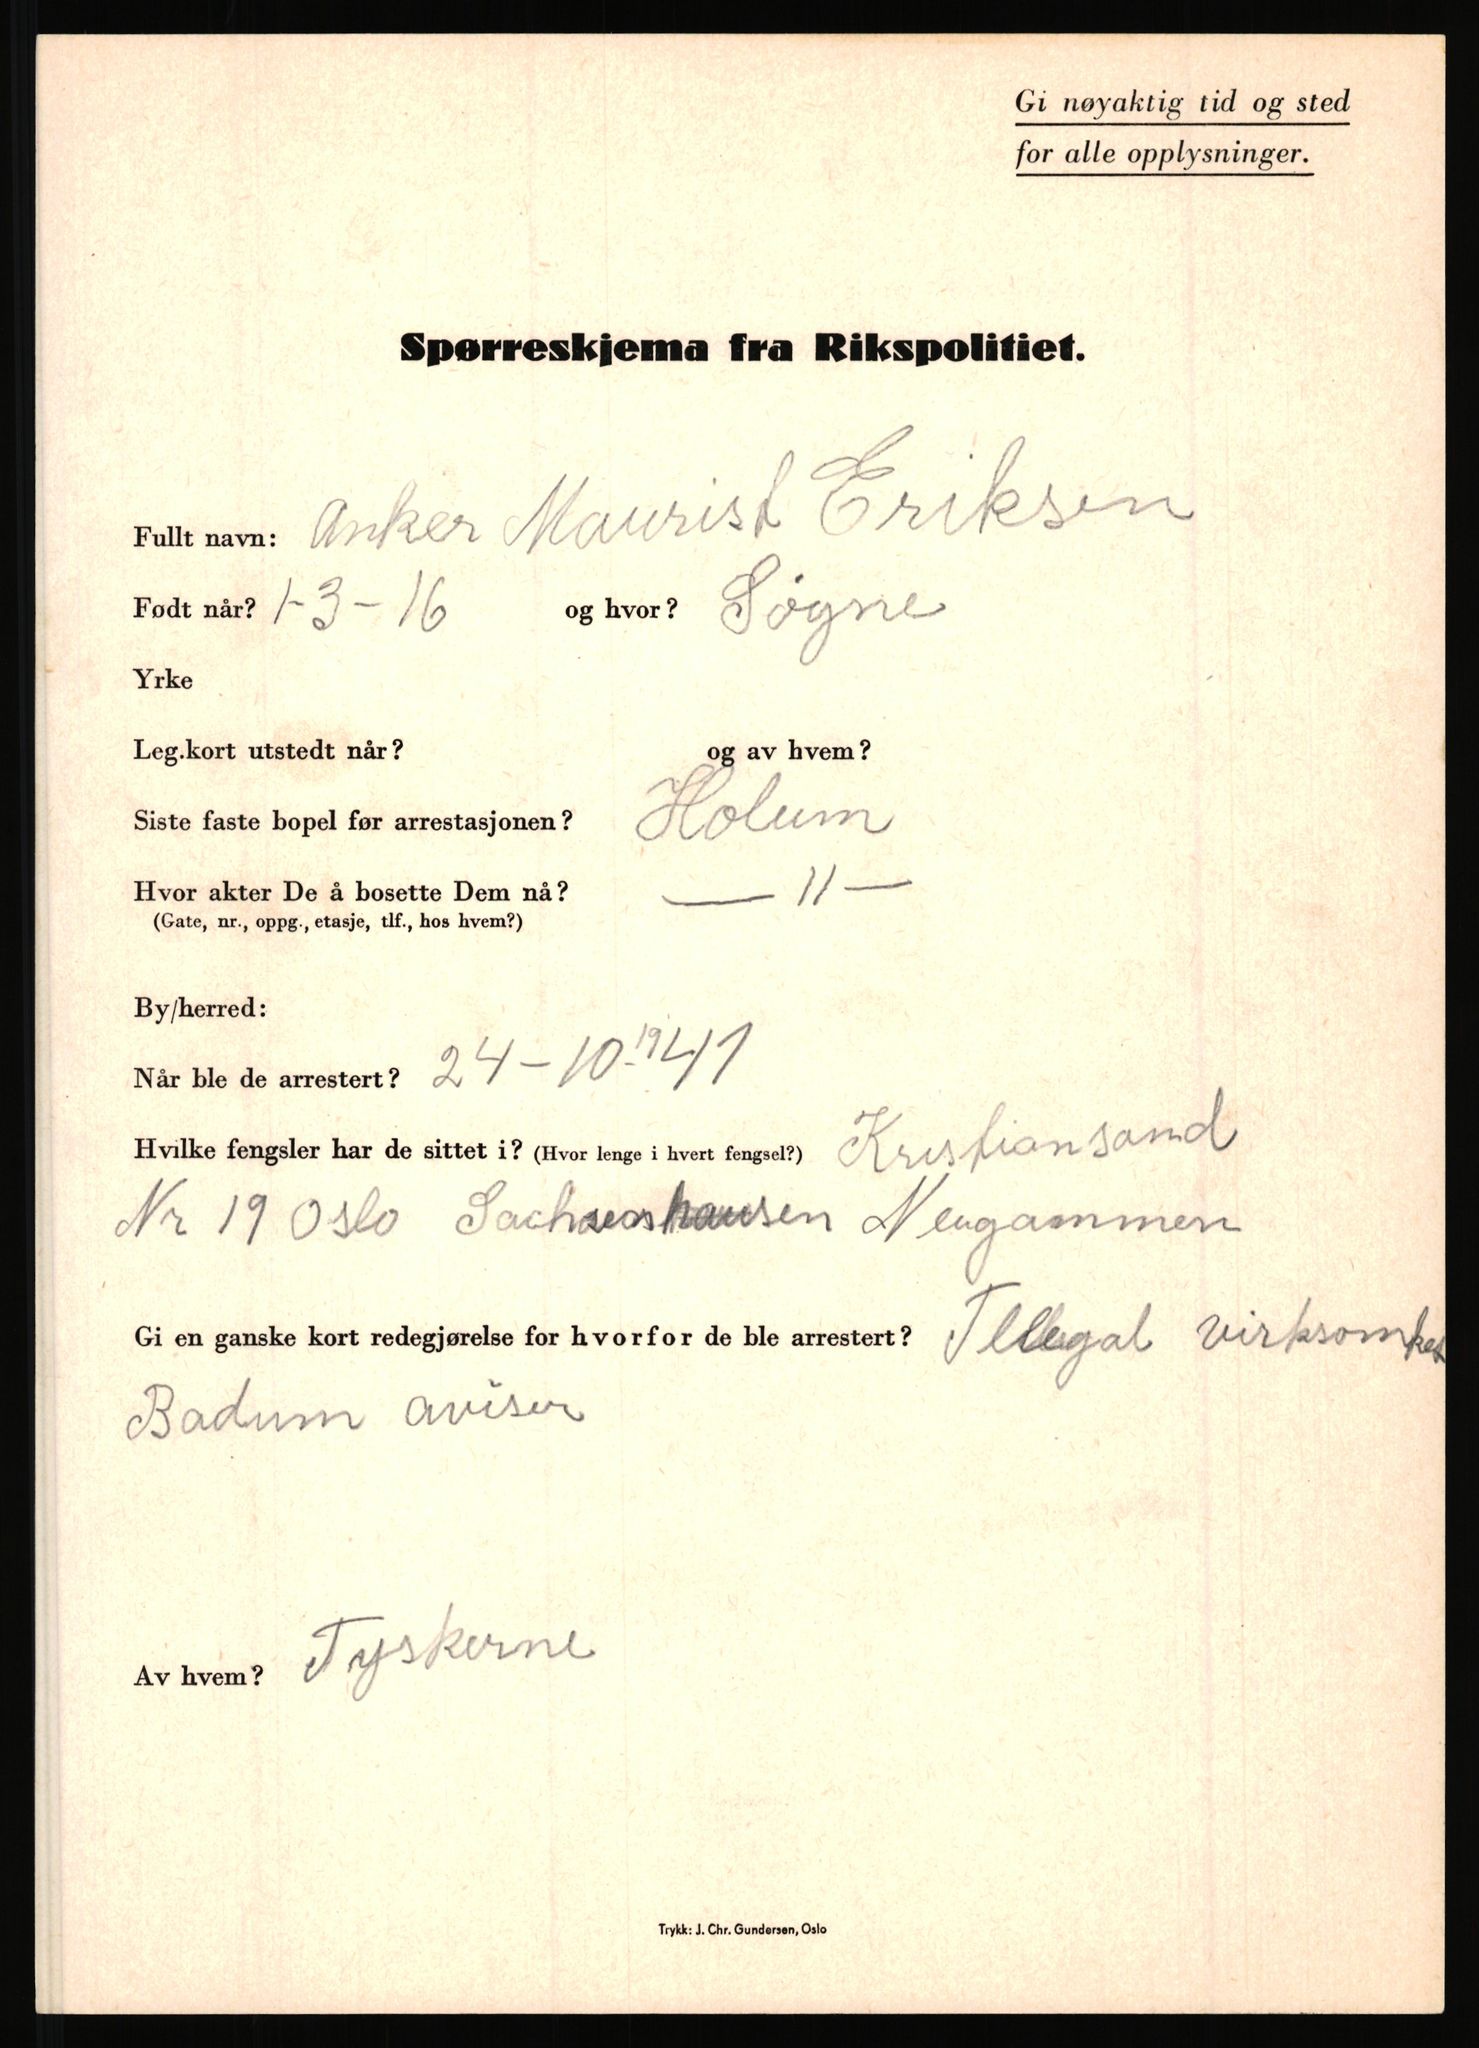 Gi nøyaktig tid og sted
for alle opplysninger.
Spørreskjema fra Rikspolitiet.
Fullt navn: Anker Maurist Eriksen
Født når? 1-3-16 og hvor? Søgne
Yrke
Leg.kort utstedt når? og av hvem?
Siste faste bopel før arrestasjonen? Holum
Hvor akter De å bosette Dem nå? — 11 —
(Gate, nr., oppg., etasje, tlf., hos hvem?)
By/herred:
Når ble de arrestert? 24-10-1941
Hvilke fengsler har de sittet i? (Hvor lenge i hvert fengsel?) Kristiansand
Nr 19 Oslo Sachsenshausen Neugammen
Gi en ganske kort redegjørelse for hvorfor de ble arrestert? Illegal virksomhet
Badum aviser
Av hvem? Tyskerne
Trykk: J. Chr. Gundersen, Oslo